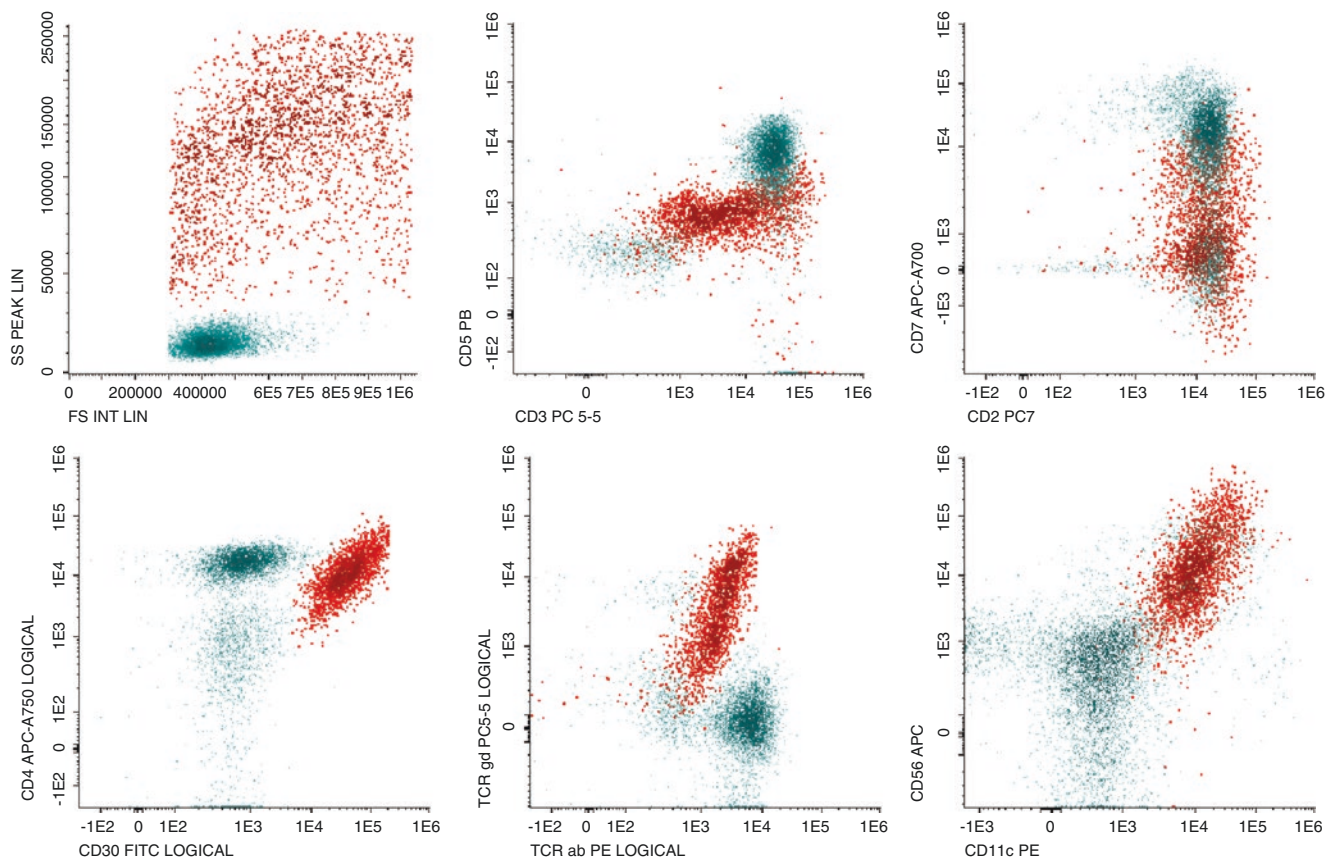 250000
150000
100000
50000
0
SS PEAK LIN
0 200000 400000 6E5 7E5 8E5 9E5 1E6
FS INT LIN
1E6
1E5
1E4
1E3
1E2
0
-1E2
CD5 PB
0 1E3 1E4 1E5 1E6
CD3 PC 5-5
1E6
1E5
1E4
1E3
0
-1E3
CD7 APC-A700
-1E2 0 1E2 1E3 1E4 1E5 1E6
CD2 PC7
1E6
1E5
1E4
1E3
1E2
0
-1E2
CD4 APC-A750 LOGICAL
-1E2 0 1E2 1E3 1E4 1E5 1E6
CD30 FITC LOGICAL
1E6
1E5
1E4
1E3
0
TCR gd PC5-5 LOGICAL
-1E2 0 1E2 1E3 1E4 1E5 1E6
TCR ab PE LOGICAL
1E6
1E5
1E4
1E3
0
CD56 APC
-1E3 0 1E3 1E4 1E5 1E6
CD11c PE